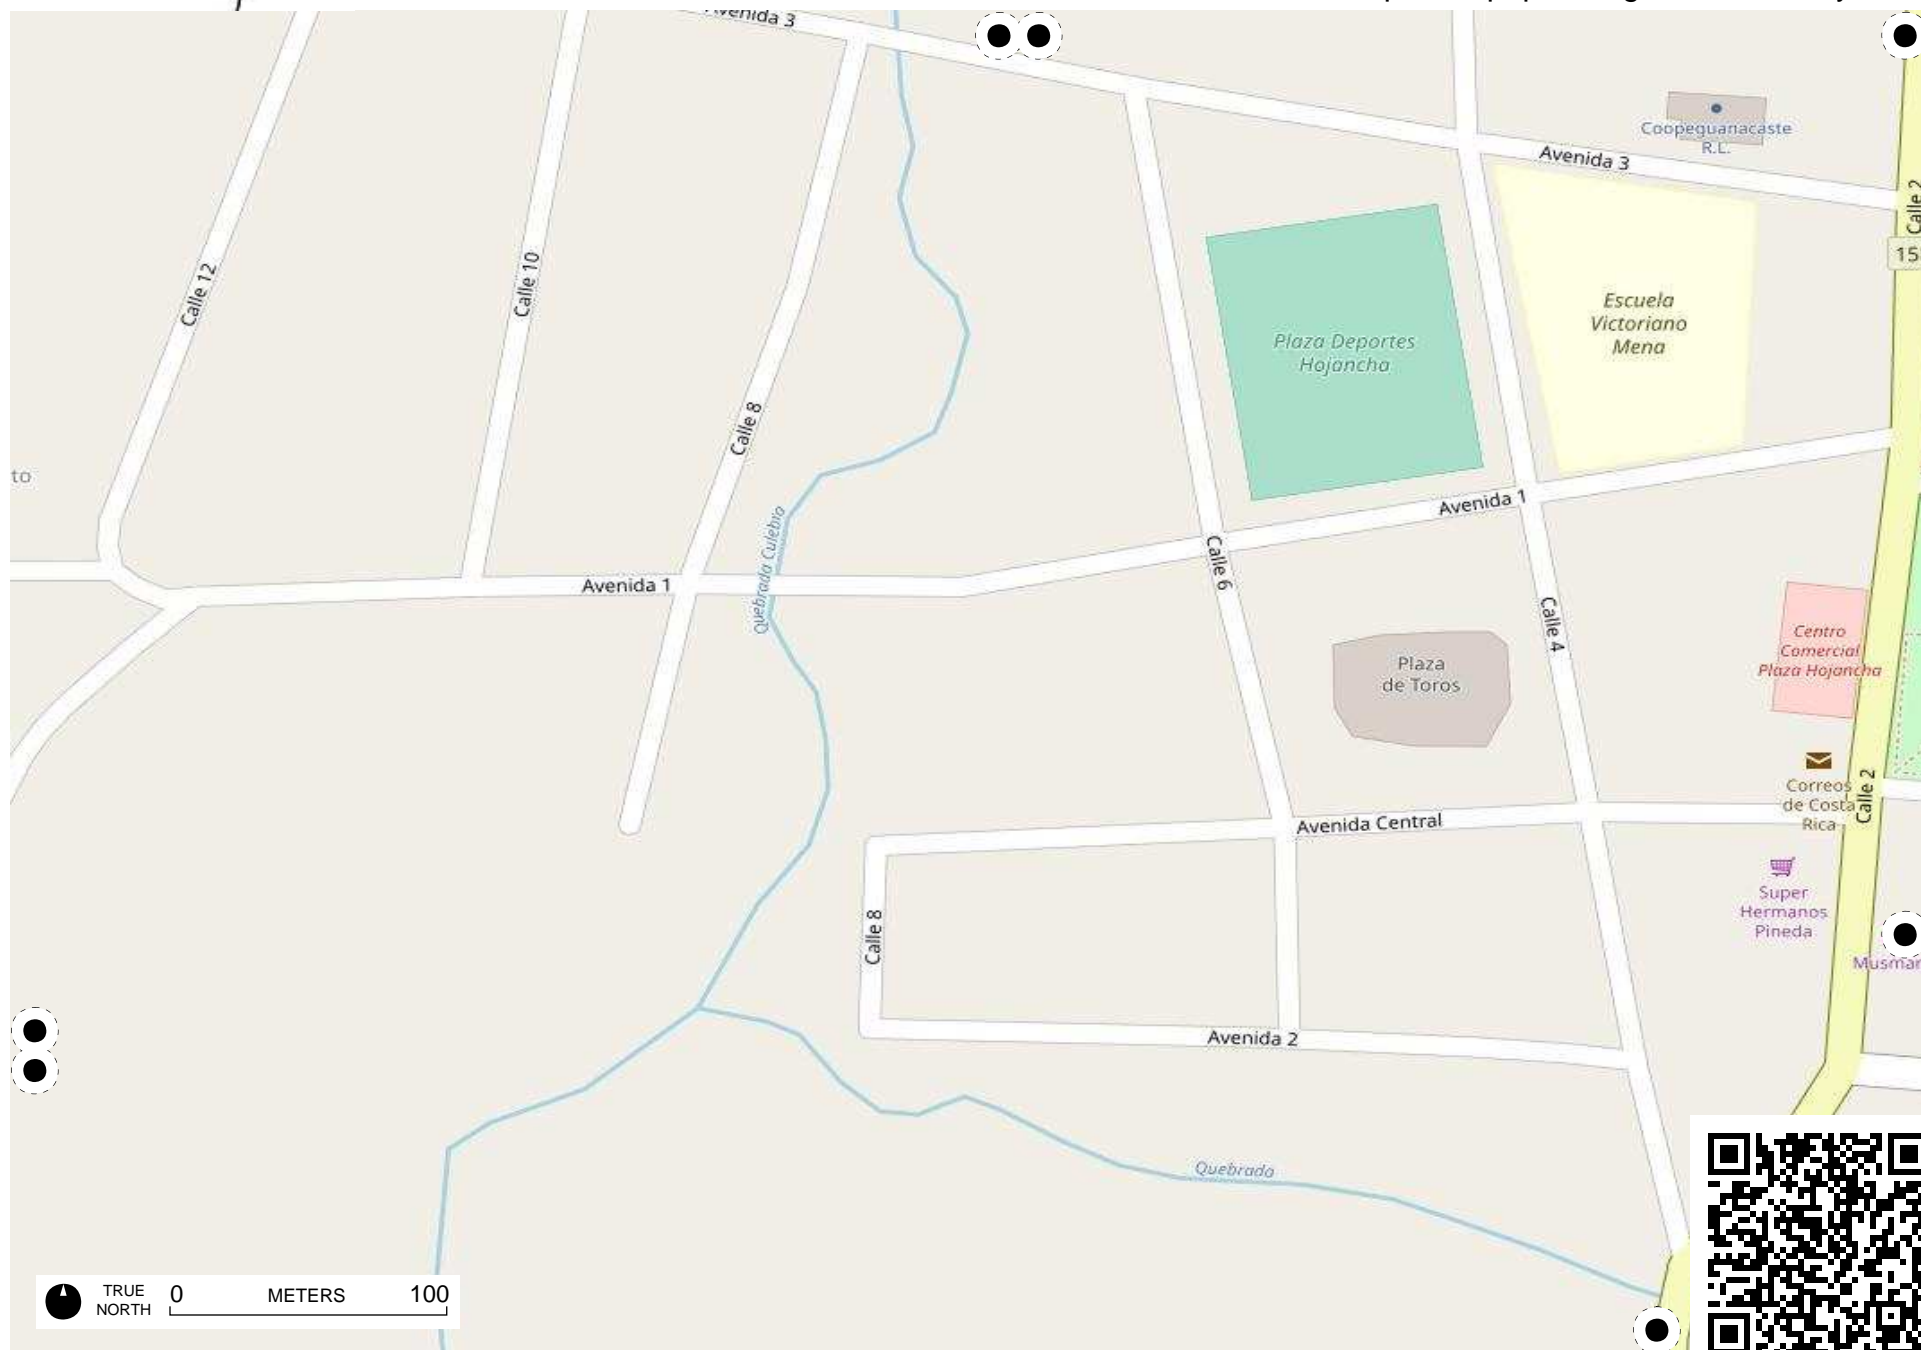 Avenida 3
Coopeguanacaste
R.L.
Avenida 3
Calle 2
15
Calle 12
Calle 10
Escuela
Victoriano
Mena
Plaza Deportes
Hojancha
Calle 8
to
Avenida 1
Quebrada Culebra
Avenida 1
Calle 6
Calle 4
Centro
Comercial
Plaza Hojancha
Plaza
de Toros
Correos
de Costa
Rica
Calle 2
Avenida Central
Super
Hermanos
Pineda
Calle 8
Musman
Avenida 2
Quebrada
TRUE
NORTH
0 METERS 100